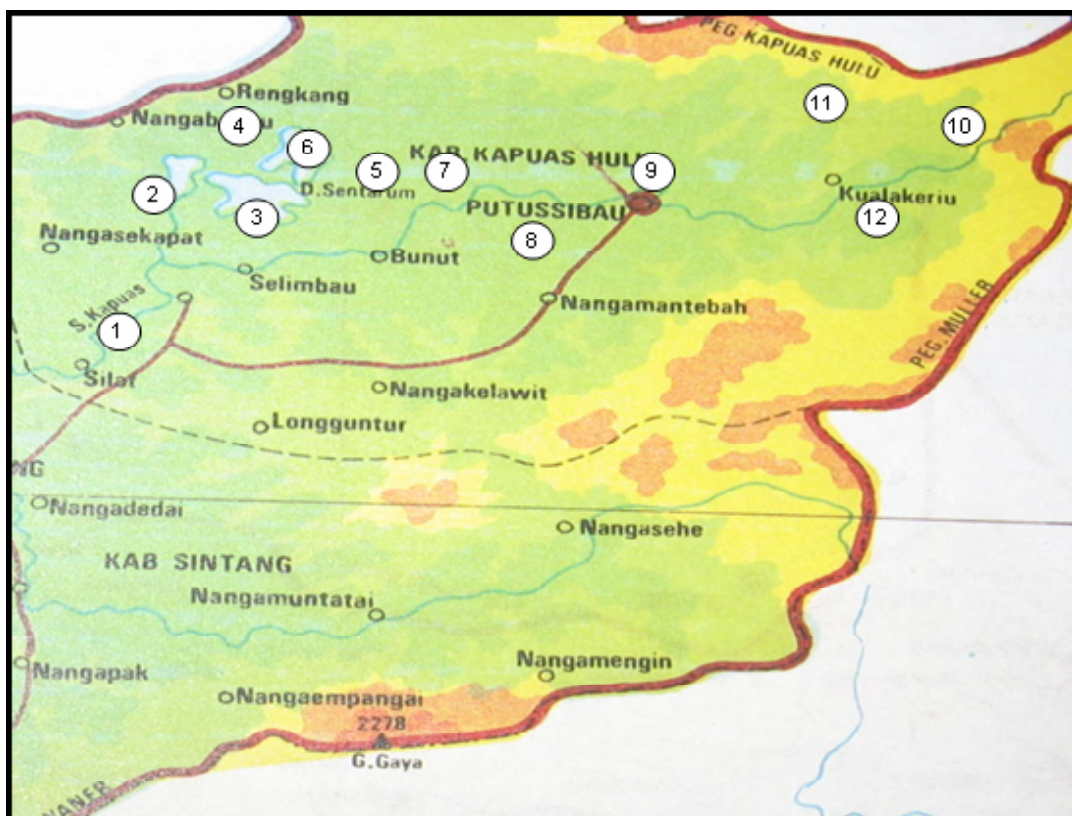 PEG KAPUAS HULU
Rengkang
11
4
10
6
5
KAB. KAPUAS HULU
7
9
2
D.Sentarum
Kualakeriu
3
PUTUSSIBAU
12
Nangasekapat
8
Bunut
Selimbau
S.Kapuas
Nangamantebah
PEG. MULLER
1
Silat
Nangakelawit
Longguntur
NG
Nangadedai
Nangasehe
KAB SINTANG
Nangamuntatai
Nangapak
Nangamengin
Nangaempangai
2278
G.Gaya